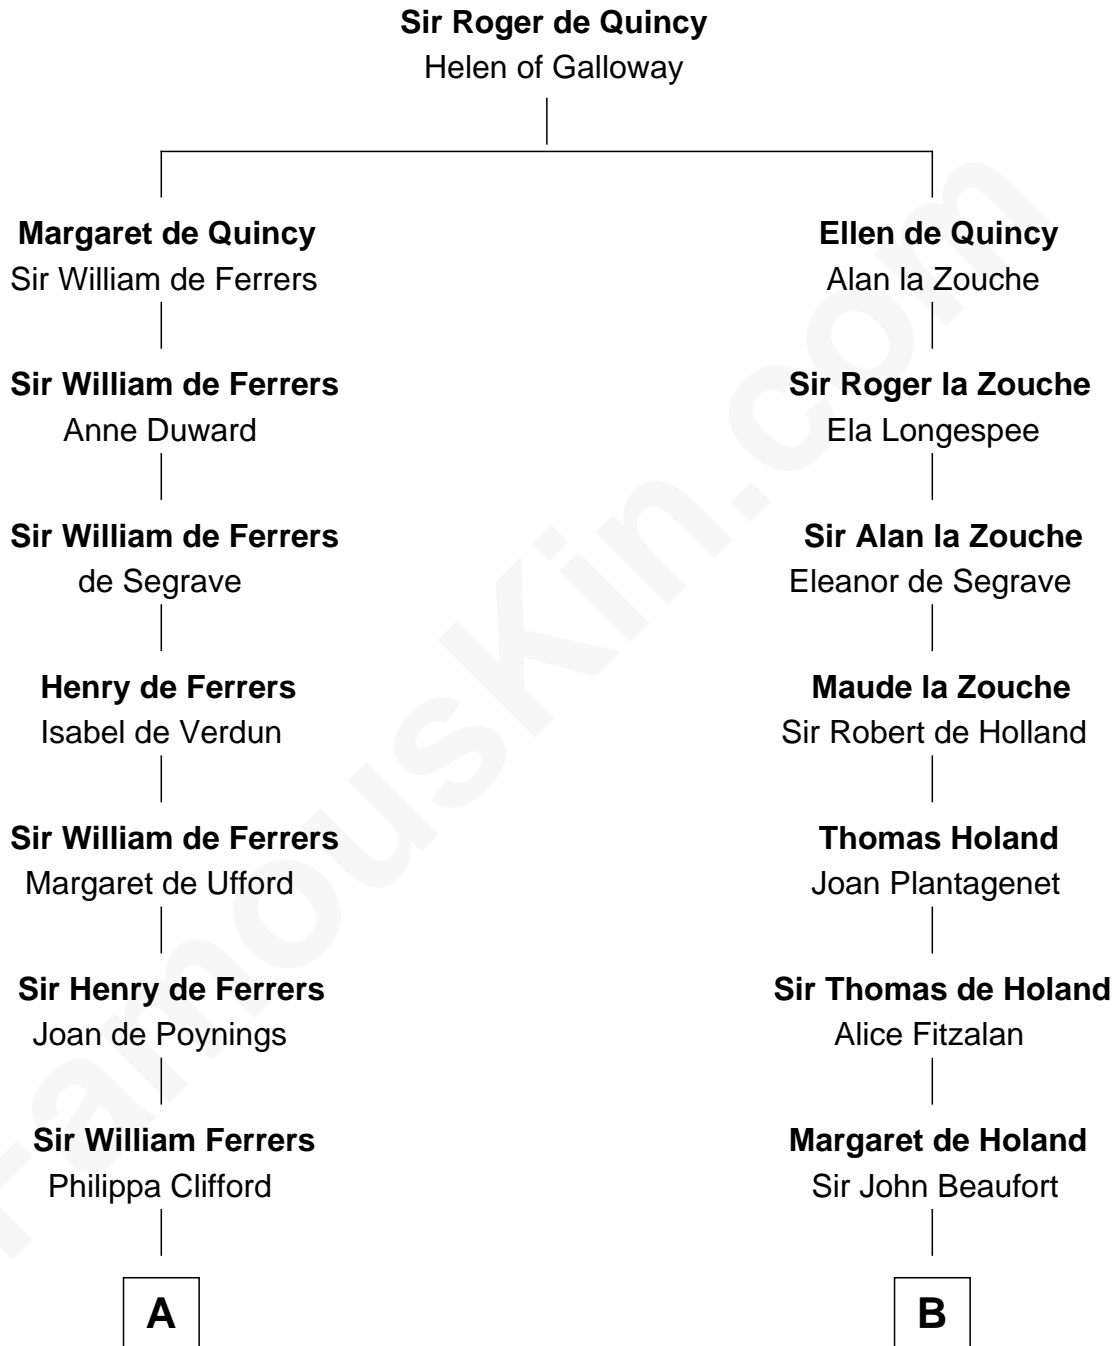 Sir Roger de Quincy
Helen of Galloway
Margaret de Quincy
Sir William de Ferrers
Ellen de Quincy
Alan la Zouche
Sir William de Ferrers
Anne Duward
Sir Roger la Zouche
Ela Longespee
Sir William de Ferrers
de Segrave
Sir Alan la Zouche
Eleanor de Segrave
Henry de Ferrers
Isabel de Verdun
Maude la Zouche
Sir Robert de Holland
Sir William de Ferrers
Margaret de Ufford
Thomas Holand
Joan Plantagenet
Sir Henry de Ferrers
Joan de Poynings
Sir Thomas de Holand
Alice Fitzalan
Sir William Ferrers
Philippa Clifford
Margaret de Holand
Sir John Beaufort
A
B
FamousKin.com